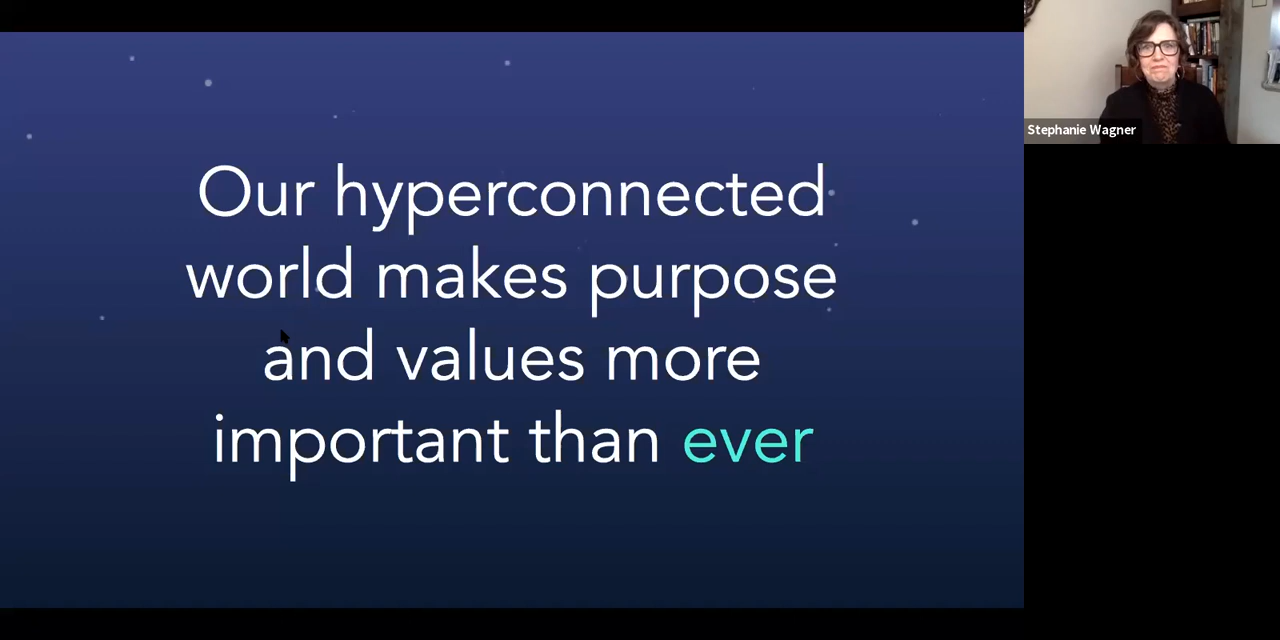 Our hyperconnected
world makes purpose
and values more
important than ever
Stephanie Wagner